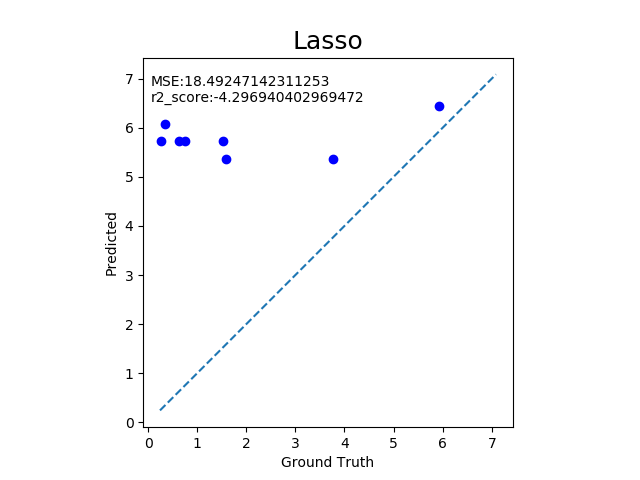 Lasso
MSE:18.49247142311253
r2_score:-4.296940402969472
7
6
5
4
3
2
1
0
Predicted
0 1 2 3 4 5 6 7
Ground Truth